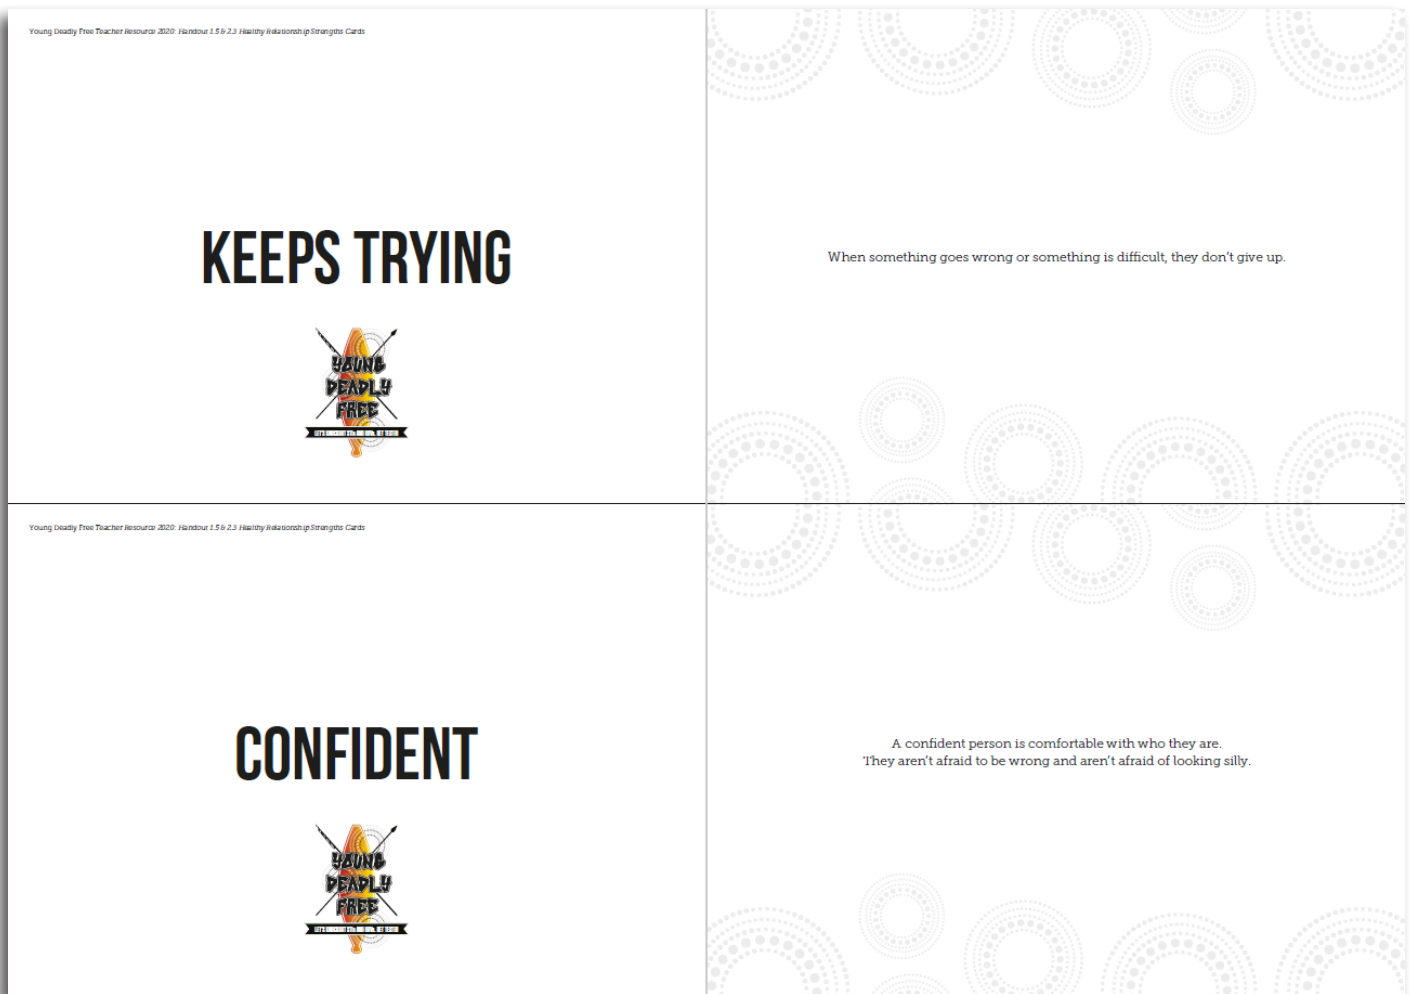 Young Deadly Free Teacher Resource 2020: Handout 1.5 & 2.3 Healthy Relationship Strengths Cards
KEEPS TRYING
YOUNG
DEADLY
FREE
When something goes wrong or something is difficult, they don't give up.
Young Deadly Free Teacher Resource 2020: Handout 1.5 & 2.3 Healthy Relationship Strengths Cards
CONFIDENT
YOUNG
DEADLY
FREE
A confident person is comfortable with who they are.
They aren't afraid to be wrong and aren't afraid of looking silly.